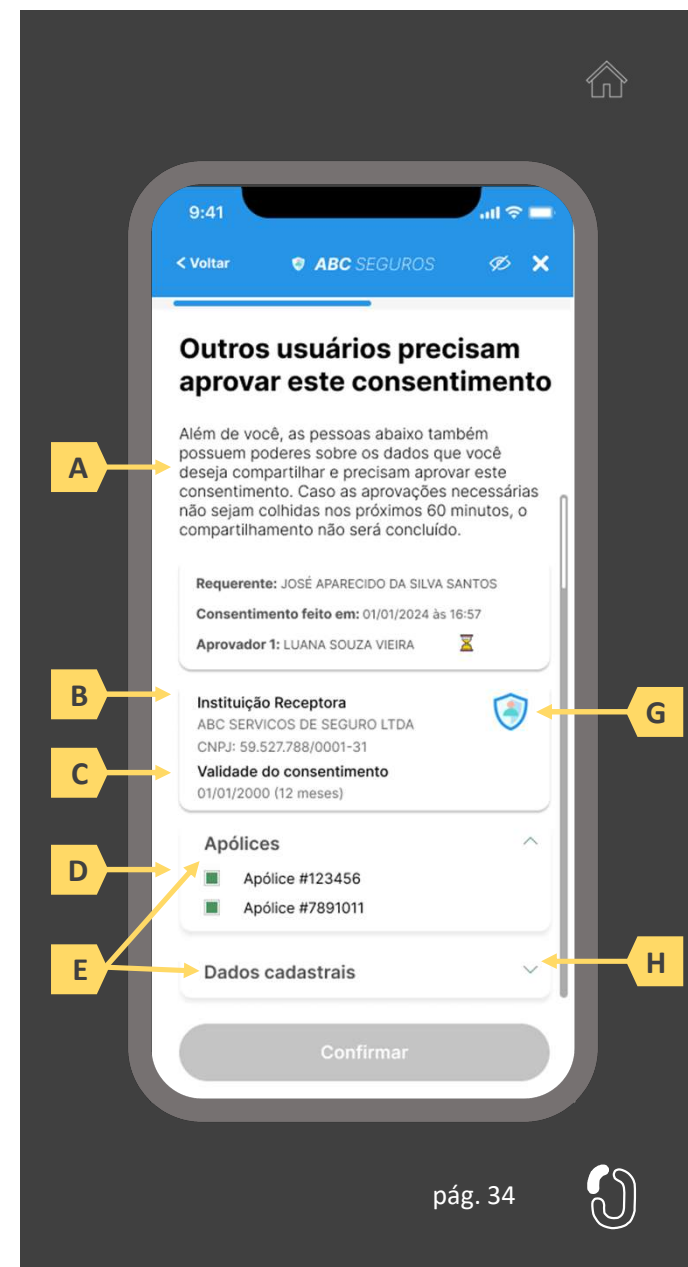 9:41
< Voltar
ABC SEGUROS
Outros usuários precisam
aprovar este consentimento
A
Além de você, as pessoas abaixo também
possuem poderes sobre os dados que você
deseja compartilhar e precisam aprovar este
consentimento. Caso as aprovações necessárias
não sejam colhidas nos próximos 60 minutos, o
compartilhamento não será concluído.
Requerente: JOSÉ APARECIDO DA SILVA SANTOS
Consentimento feito em: 01/01/2024 às 16:57
Aprovador 1: LUANA SOUZA VIEIRA
B
Instituição Receptora
G
ABC SERVICOS DE SEGURO LTDA
CNPJ: 59.527.788/0001-31
C
Validade do consentimento
01/01/2000 (12 meses)
Apólices
D
Apólice #123456
Apólice #7891011
E
Dados cadastrais
H
Confirmar
pág. 34